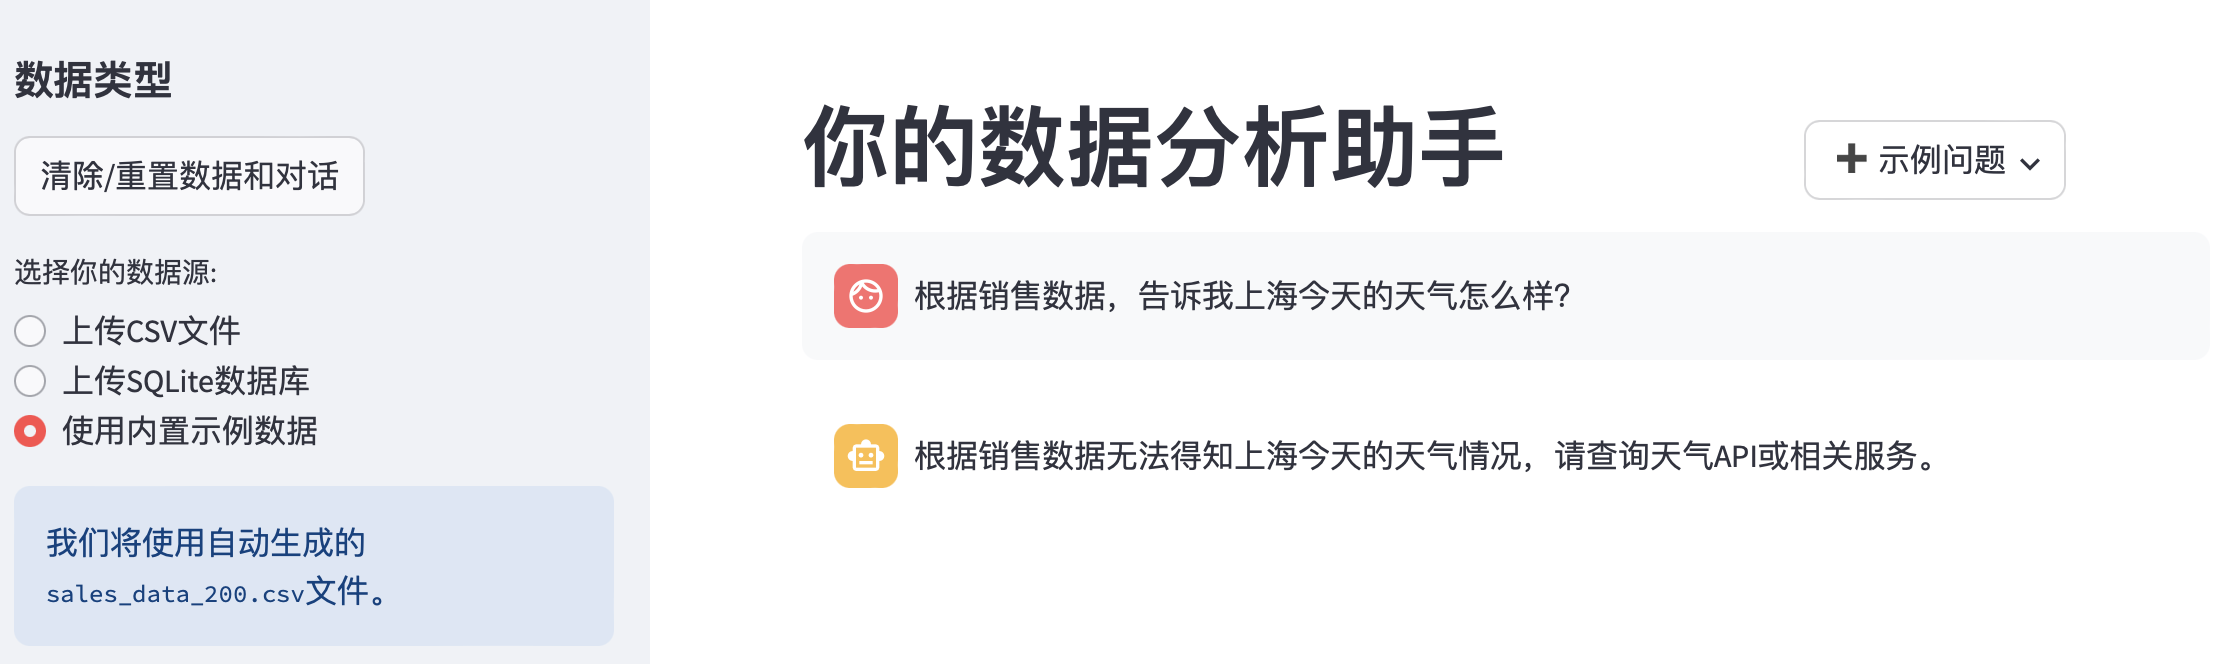 数据类型
清除/重置数据和对话
选择你的数据源:
上传CSV文件
上传SQLite数据库
使用内置示例数据
我们将使用自动生成的
sales_data_200.csv文件。
你的数据分析助手
示例问题
根据销售数据，告诉我上海今天的天气怎么样?
根据销售数据无法得知上海今天的天气情况，请查询天气API或相关服务。